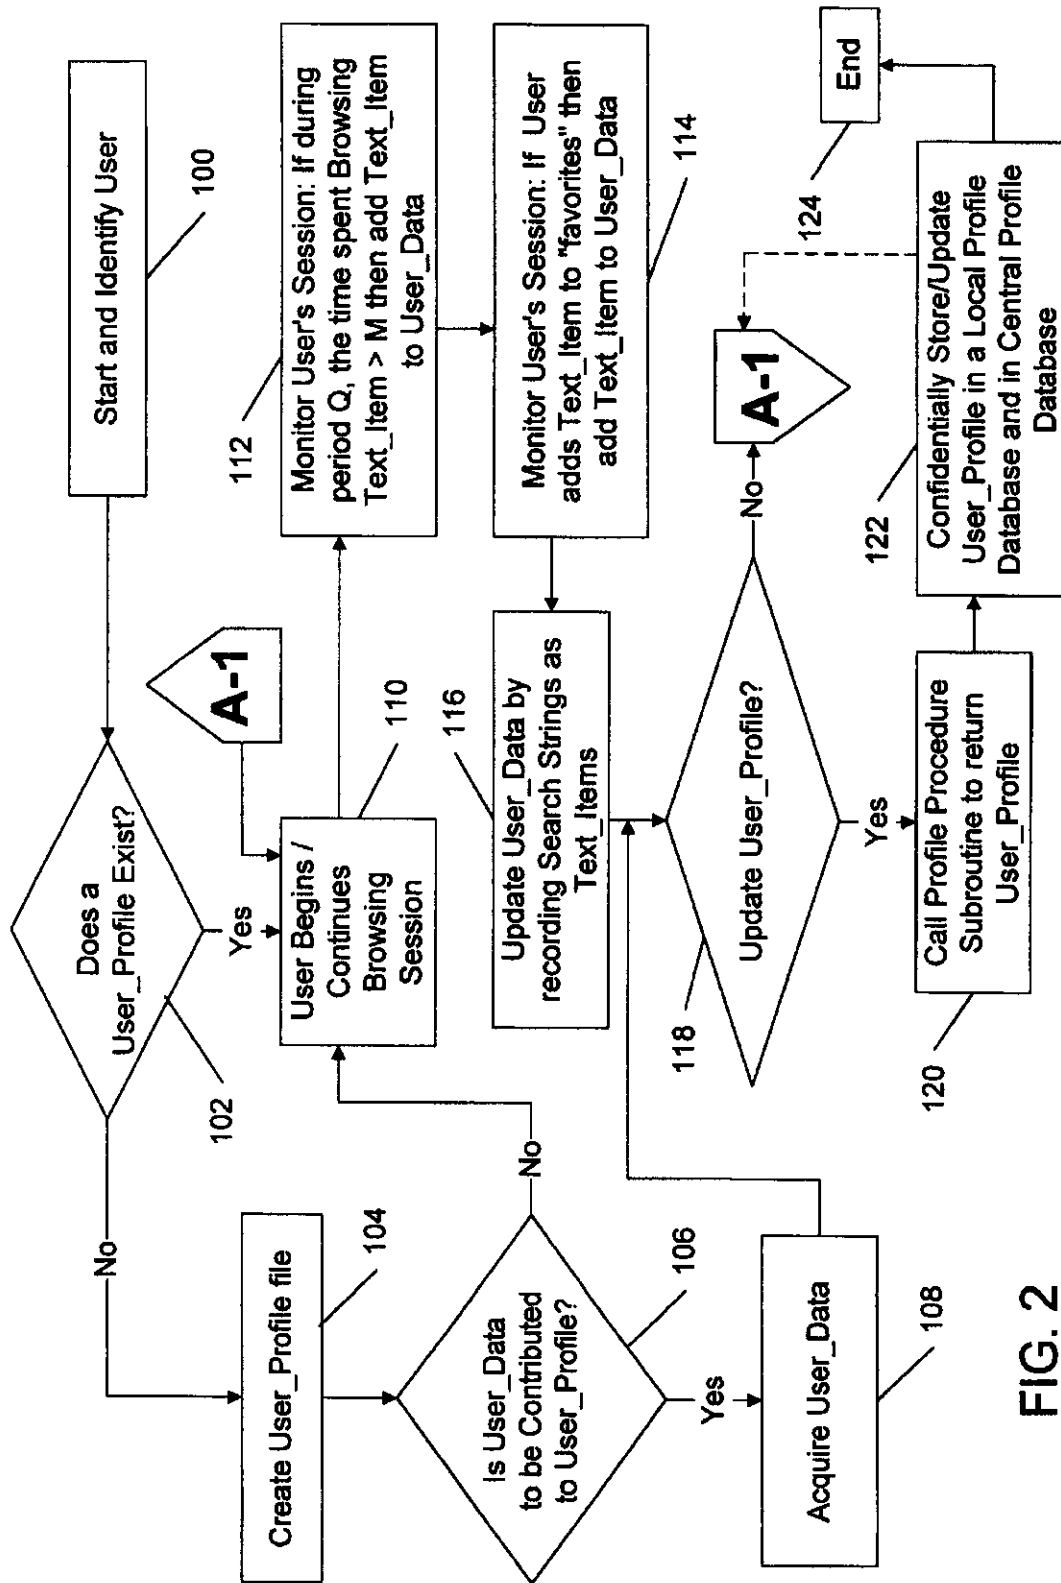 Start and Identify User
100
Does a
User_Profile Exist?
102
No
Yes
Create User_Profile file
104
Is User_Data
to be Contributed
to User_Profile?
106
No
Yes
Acquire User_Data
108
A-1
User Begins /
Continues
Browsing
Session
110
112
Monitor User's Session: If during
period Q, the time spent Browsing
Text_Item > M then add Text_Item
to User_Data
Monitor User's Session: If User
adds Text_Item to "favorites" then
add Text_Item to User_Data
114
116
Update User_Data by
recording Search Strings as
Text_Items
118
Update User_Profile?
No
A-1
Yes
Call Profile Procedure
Subroutine to return
User_Profile
120
122
Confidentially Store/Update
User_Profile in a Local Profile
Database and in Central Profile
Database
124
End
FIG. 2